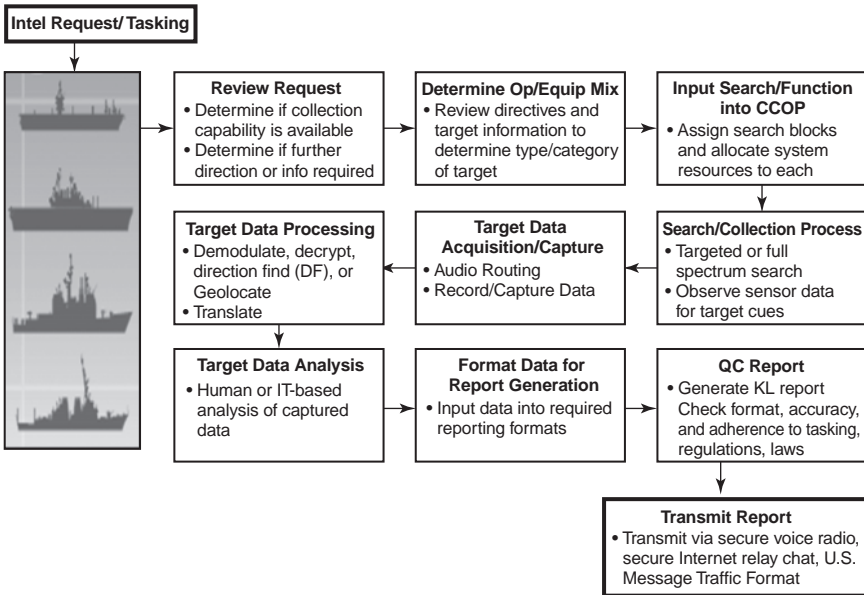 Intel Request/ Tasking
Review Request
• Determine if collection
capability is available
• Determine if further
direction or info required
Determine Op/Equip Mix
• Review directives and
target information to
determine type/category
of target
Input Search/Function
into CCOP
• Assign search blocks
and allocate system
resources to each
Search/Collection Process
• Targeted or full
spectrum search
• Observe sensor data
for target cues
Target Data
Acquisition/Capture
• Audio Routing
• Record/Capture Data
Target Data Processing
• Demodulate, decrypt,
direction find (DF), or
Geolocate
• Translate
Target Data Analysis
• Human or IT-based
analysis of captured
data
Format Data for
Report Generation
• Input data into required
reporting formats
QC Report
• Generate KL report
Check format, accuracy,
and adherence to tasking,
regulations, laws
Transmit Report
• Transmit via secure voice radio,
secure Internet relay chat, U.S.
Message Traffic Format